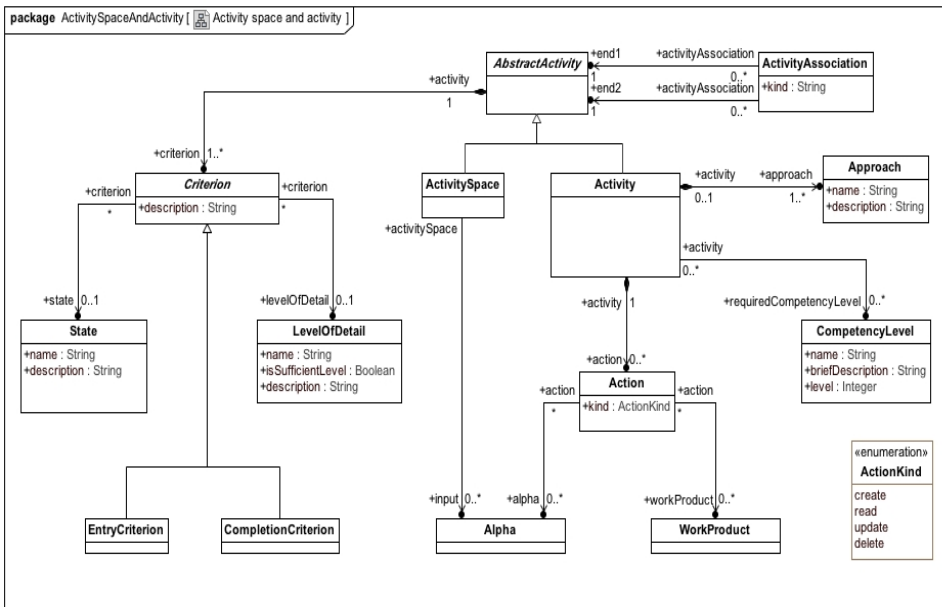 package ActivitySpaceAndActivity [ Activity space and activity ]
AbstractActivity
+end1
1
+activityAssociation
0..*
ActivityAssociation
+kind : String
+end2
1
+activityAssociation
0..*
+activity
1
+criterion
1..*
Criterion
+description : String
+criterion
*
+criterion
*
ActivitySpace
+activitySpace
Activity
+activity
0..1
+approach
1..*
Approach
+name : String
+description : String
+activity
0..*
+requiredCompetencyLevel
0..*
+activity
1
+state
0..1
+levelOfDetail
0..1
State
+name : String
+description : String
LevelOfDetail
+name : String
+isSufficientLevel : Boolean
+description : String
CompetencyLevel
+name : String
+briefDescription : String
+level : Integer
+action
0..*
Action
+kind : ActionKind
+action
*
+action
*
«enumeration»
ActionKind
create
read
update
delete
+input
0..*
+alpha
0..*
+workProduct
0..*
EntryCriterion
CompletionCriterion
Alpha
WorkProduct